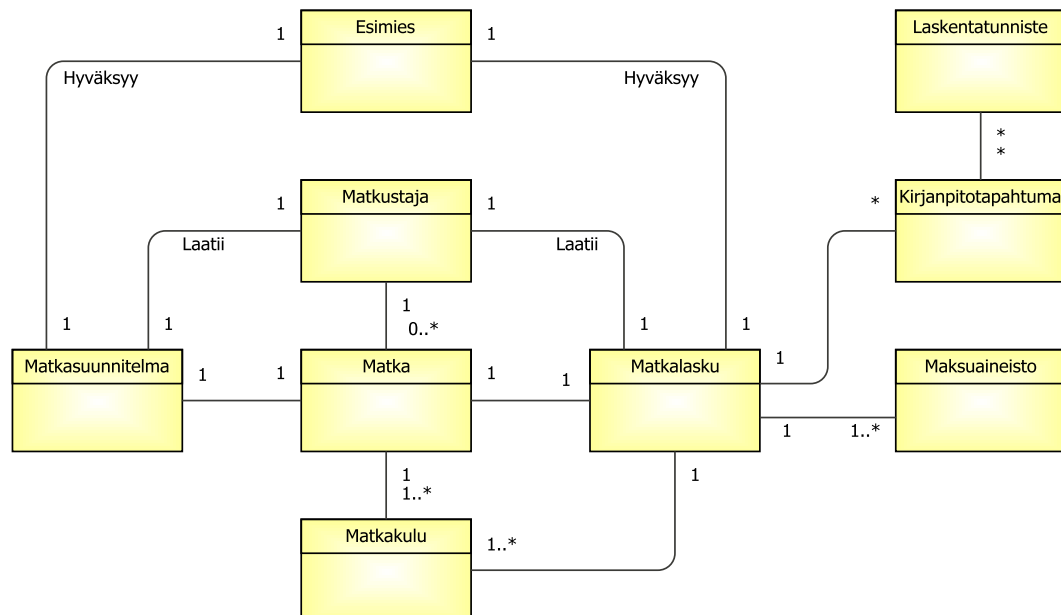 1
Esimies
1
Laskentatunniste
Hyväksyy
Hyväksyy
*
*
1
Matkustaja
1
*
Kirjanpitotapahtuma
Laatii
Laatii
1
0..*
1
1
1
1
Matkasuunnitelma
1
1
Matka
1
1
Matkalasku
1
Maksuaineisto
1
1..*
1
1..*
1
Matkakulu
1..*